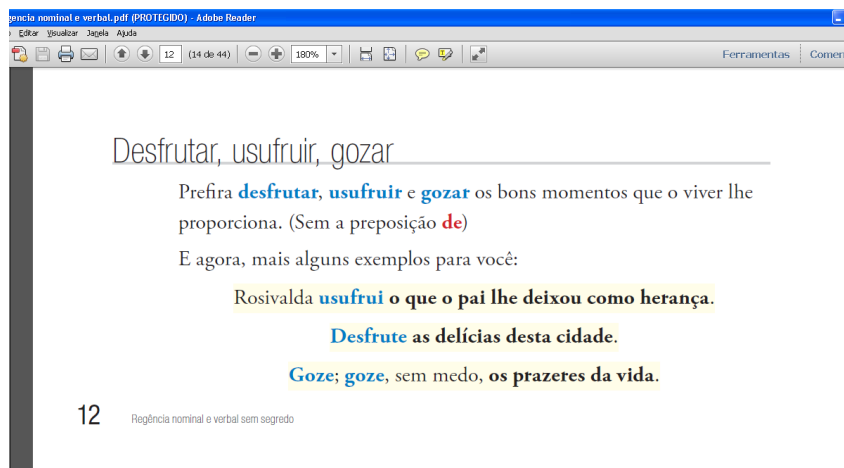 gencia nominal e verbal.pdf (PROTEGIDO) - Adobe Reader
Editar Visualizar Janela Ajuda
12 (14 de 44) 180% Ferramentas Comen
Desfrutar, usufruir, gozar
Prefira desfrutar, usufruir e gozar os bons momentos que o viver lhe
proporciona. (Sem a preposição de)
E agora, mais alguns exemplos para você:
Rosivalda usufrui o que o pai lhe deixou como herança.
Desfrute as delícias desta cidade.
Goze; goze, sem medo, os prazeres da vida.
12 Regência nominal e verbal sem segredo